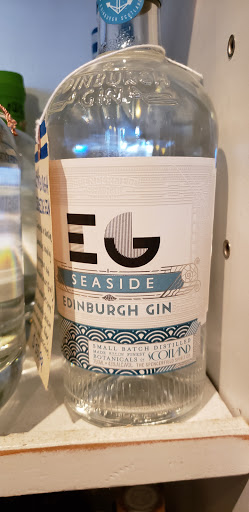 EDINBURGH
GIN
EG
SEASIDE
EDINBURGH GIN
SMALL BATCH DISTILLED
BOTANICALS
SCOTLAND